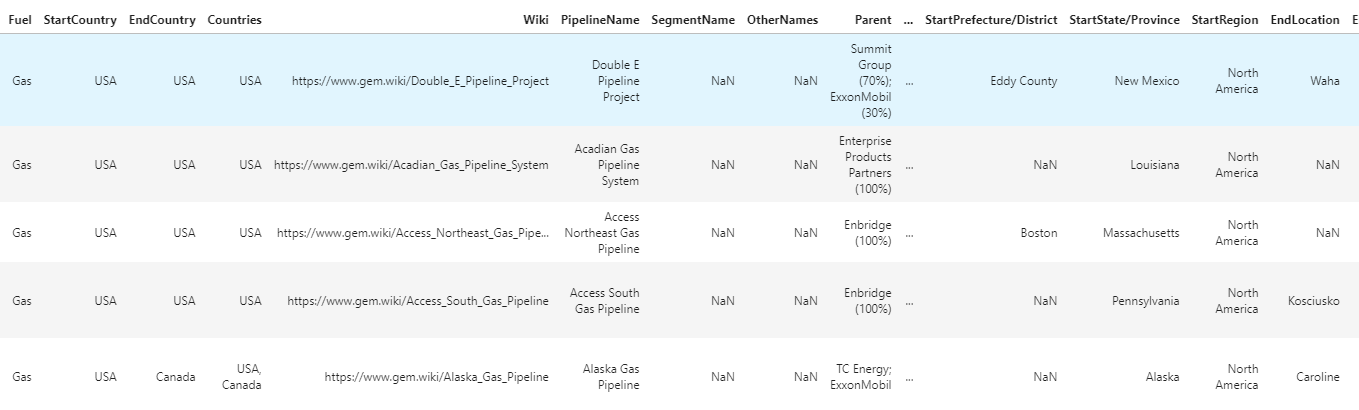 Fuel StartCountry EndCountry Countries Wiki PipelineName SegmentName OtherNames Parent ... StartPrefecture/District StartState/Province StartRegion EndLocation E
Gas USA USA USA https://www.gem.wiki/Double_E_Pipeline_Project Double E Pipeline Project NaN NaN Summit Group (70%); ExxonMobil (30%) ... Eddy County New Mexico North America Waha
Gas USA USA USA https://www.gem.wiki/Acadian_Gas_Pipeline_System Acadian Gas Pipeline System NaN NaN Enterprise Products Partners (100%) ... NaN Louisiana North America NaN
Gas USA USA USA https://www.gem.wiki/Access_Northeast_Gas_Pipe... Access Northeast Gas Pipeline NaN NaN Enbridge (100%) ... Boston Massachusetts North America NaN
Gas USA USA USA https://www.gem.wiki/Access_South_Gas_Pipeline Access South Gas Pipeline NaN NaN Enbridge (100%) ... NaN Pennsylvania North America Kosciusko
Gas USA Canada USA, Canada https://www.gem.wiki/Alaska_Gas_Pipeline Alaska Gas Pipeline NaN NaN TC Energy; ExxonMobil ... NaN Alaska North America Caroline